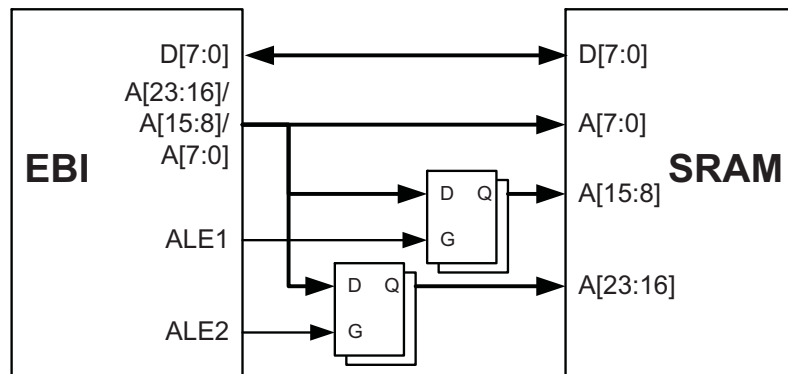 D[7:0]
D[7:0]
A[23:16]/
A[15:8]/
A[7:0]
A[7:0]
EBI
SRAM
D Q
A[15:8]
ALE1
G
D Q
A[23:16]
ALE2
G